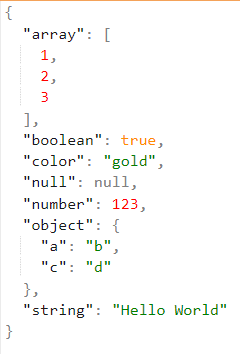 {
  "array": [
    1,
    2,
    3
  ],
  "boolean": true,
  "color": "gold",
  "null": null,
  "number": 123,
  "object": {
    "a": "b",
    "c": "d"
  },
  "string": "Hello World"
}